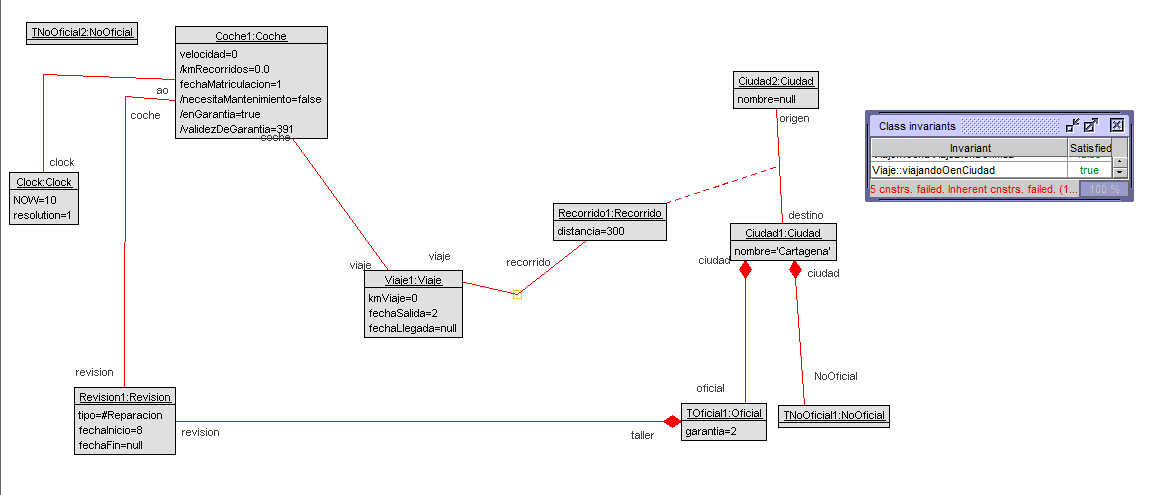 TNoOficial2:NoOficial
Coche1:Coche
velocidad=0
/kmRecorridos=0.0
fechaMatriculacion=1
/necesitaMantenimiento=false
/enGarantia=true
/validezDeGarantia=391
ao
coche
coche
clock
Clock:Clock
NOW=10
resolution=1
Ciudad2:Ciudad
nombre=null
origen
Class invariants
Invariant
Satisfied
Viaje::viajandoOenCiudad
true
5 cnstrs. failed. Inherent cnstrs. failed. (1...
100 %
Recorrido1:Recorrido
distancia=300
destino
Ciudad1:Ciudad
nombre='Cartagena'
ciudad
ciudad
viaje
viaje
recorrido
Viaje1:Viaje
kmViaje=0
fechaSalida=2
fechaLlegada=null
revision
Revision1:Revision
tipo=#Reparacion
fechaInicio=8
fechaFin=null
revision
oficial
NoOficial
TOficial1:Oficial
garantia=2
taller
TNoOficial1:NoOficial